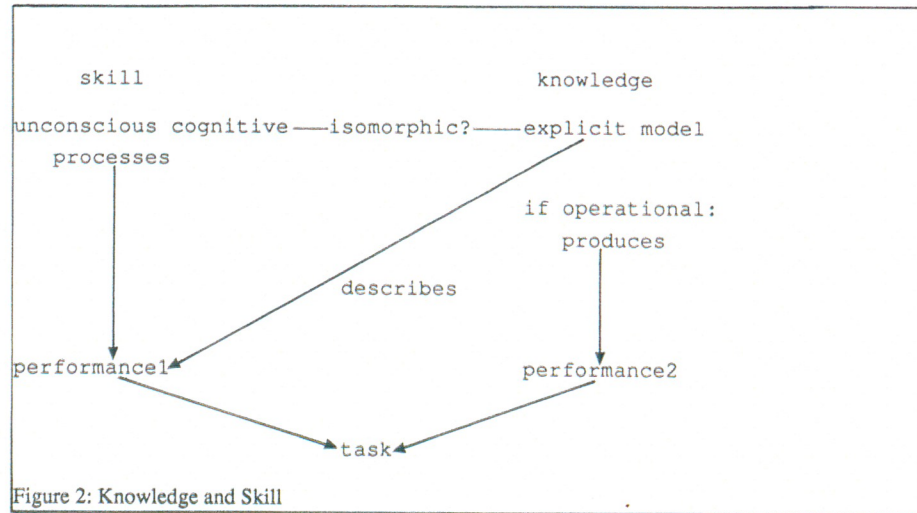 skill
knowledge
unconscious cognitive
processes
isomorphic?
explicit model
if operational:
produces
describes
performance1
performance2
task
Figure 2: Knowledge and Skill